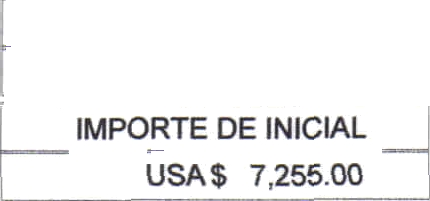 IMPORTE DE INICIAL
USA $ 7,255.00